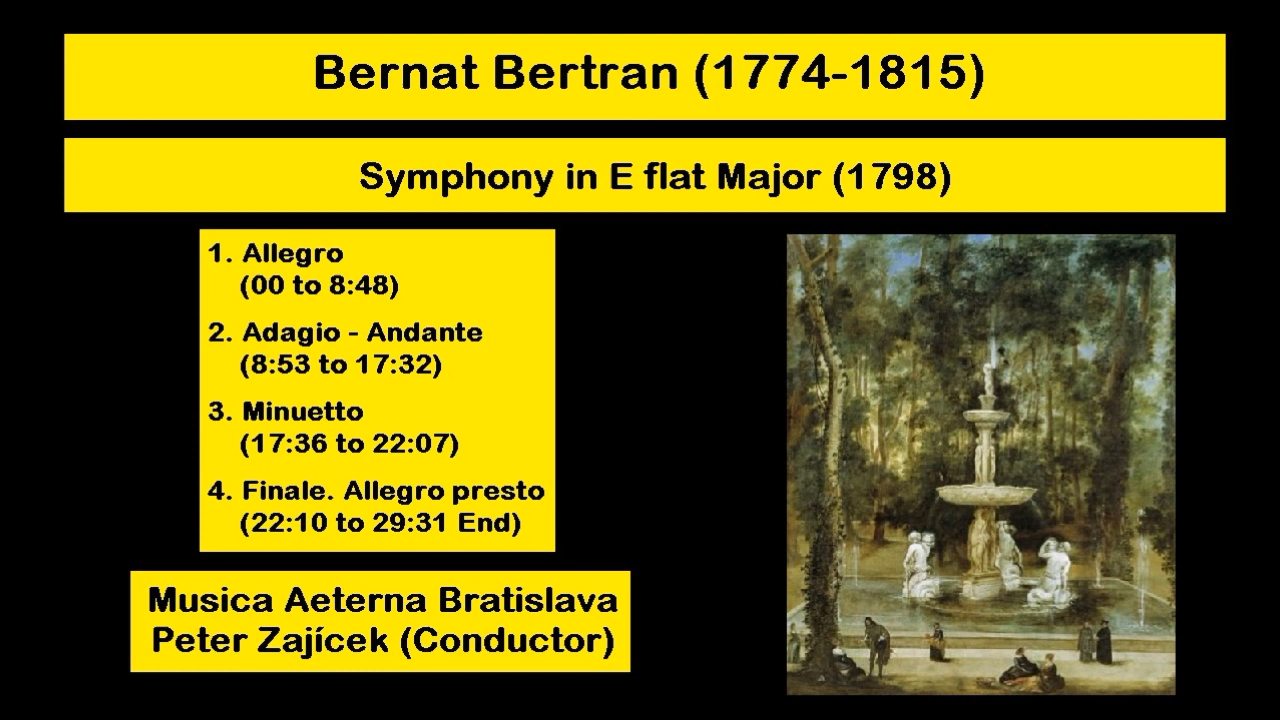 Bernat Bertran (1774-1815)
Symphony in E flat Major (1798)
1. Allegro
(00 to 8:48)
2. Adagio - Andante
(8:53 to 17:32)
3. Minuetto
(17:36 to 22:07)
4. Finale. Allegro presto
(22:10 to 29:31 End)
Musica Aeterna Bratislava
Peter Zajícek (Conductor)